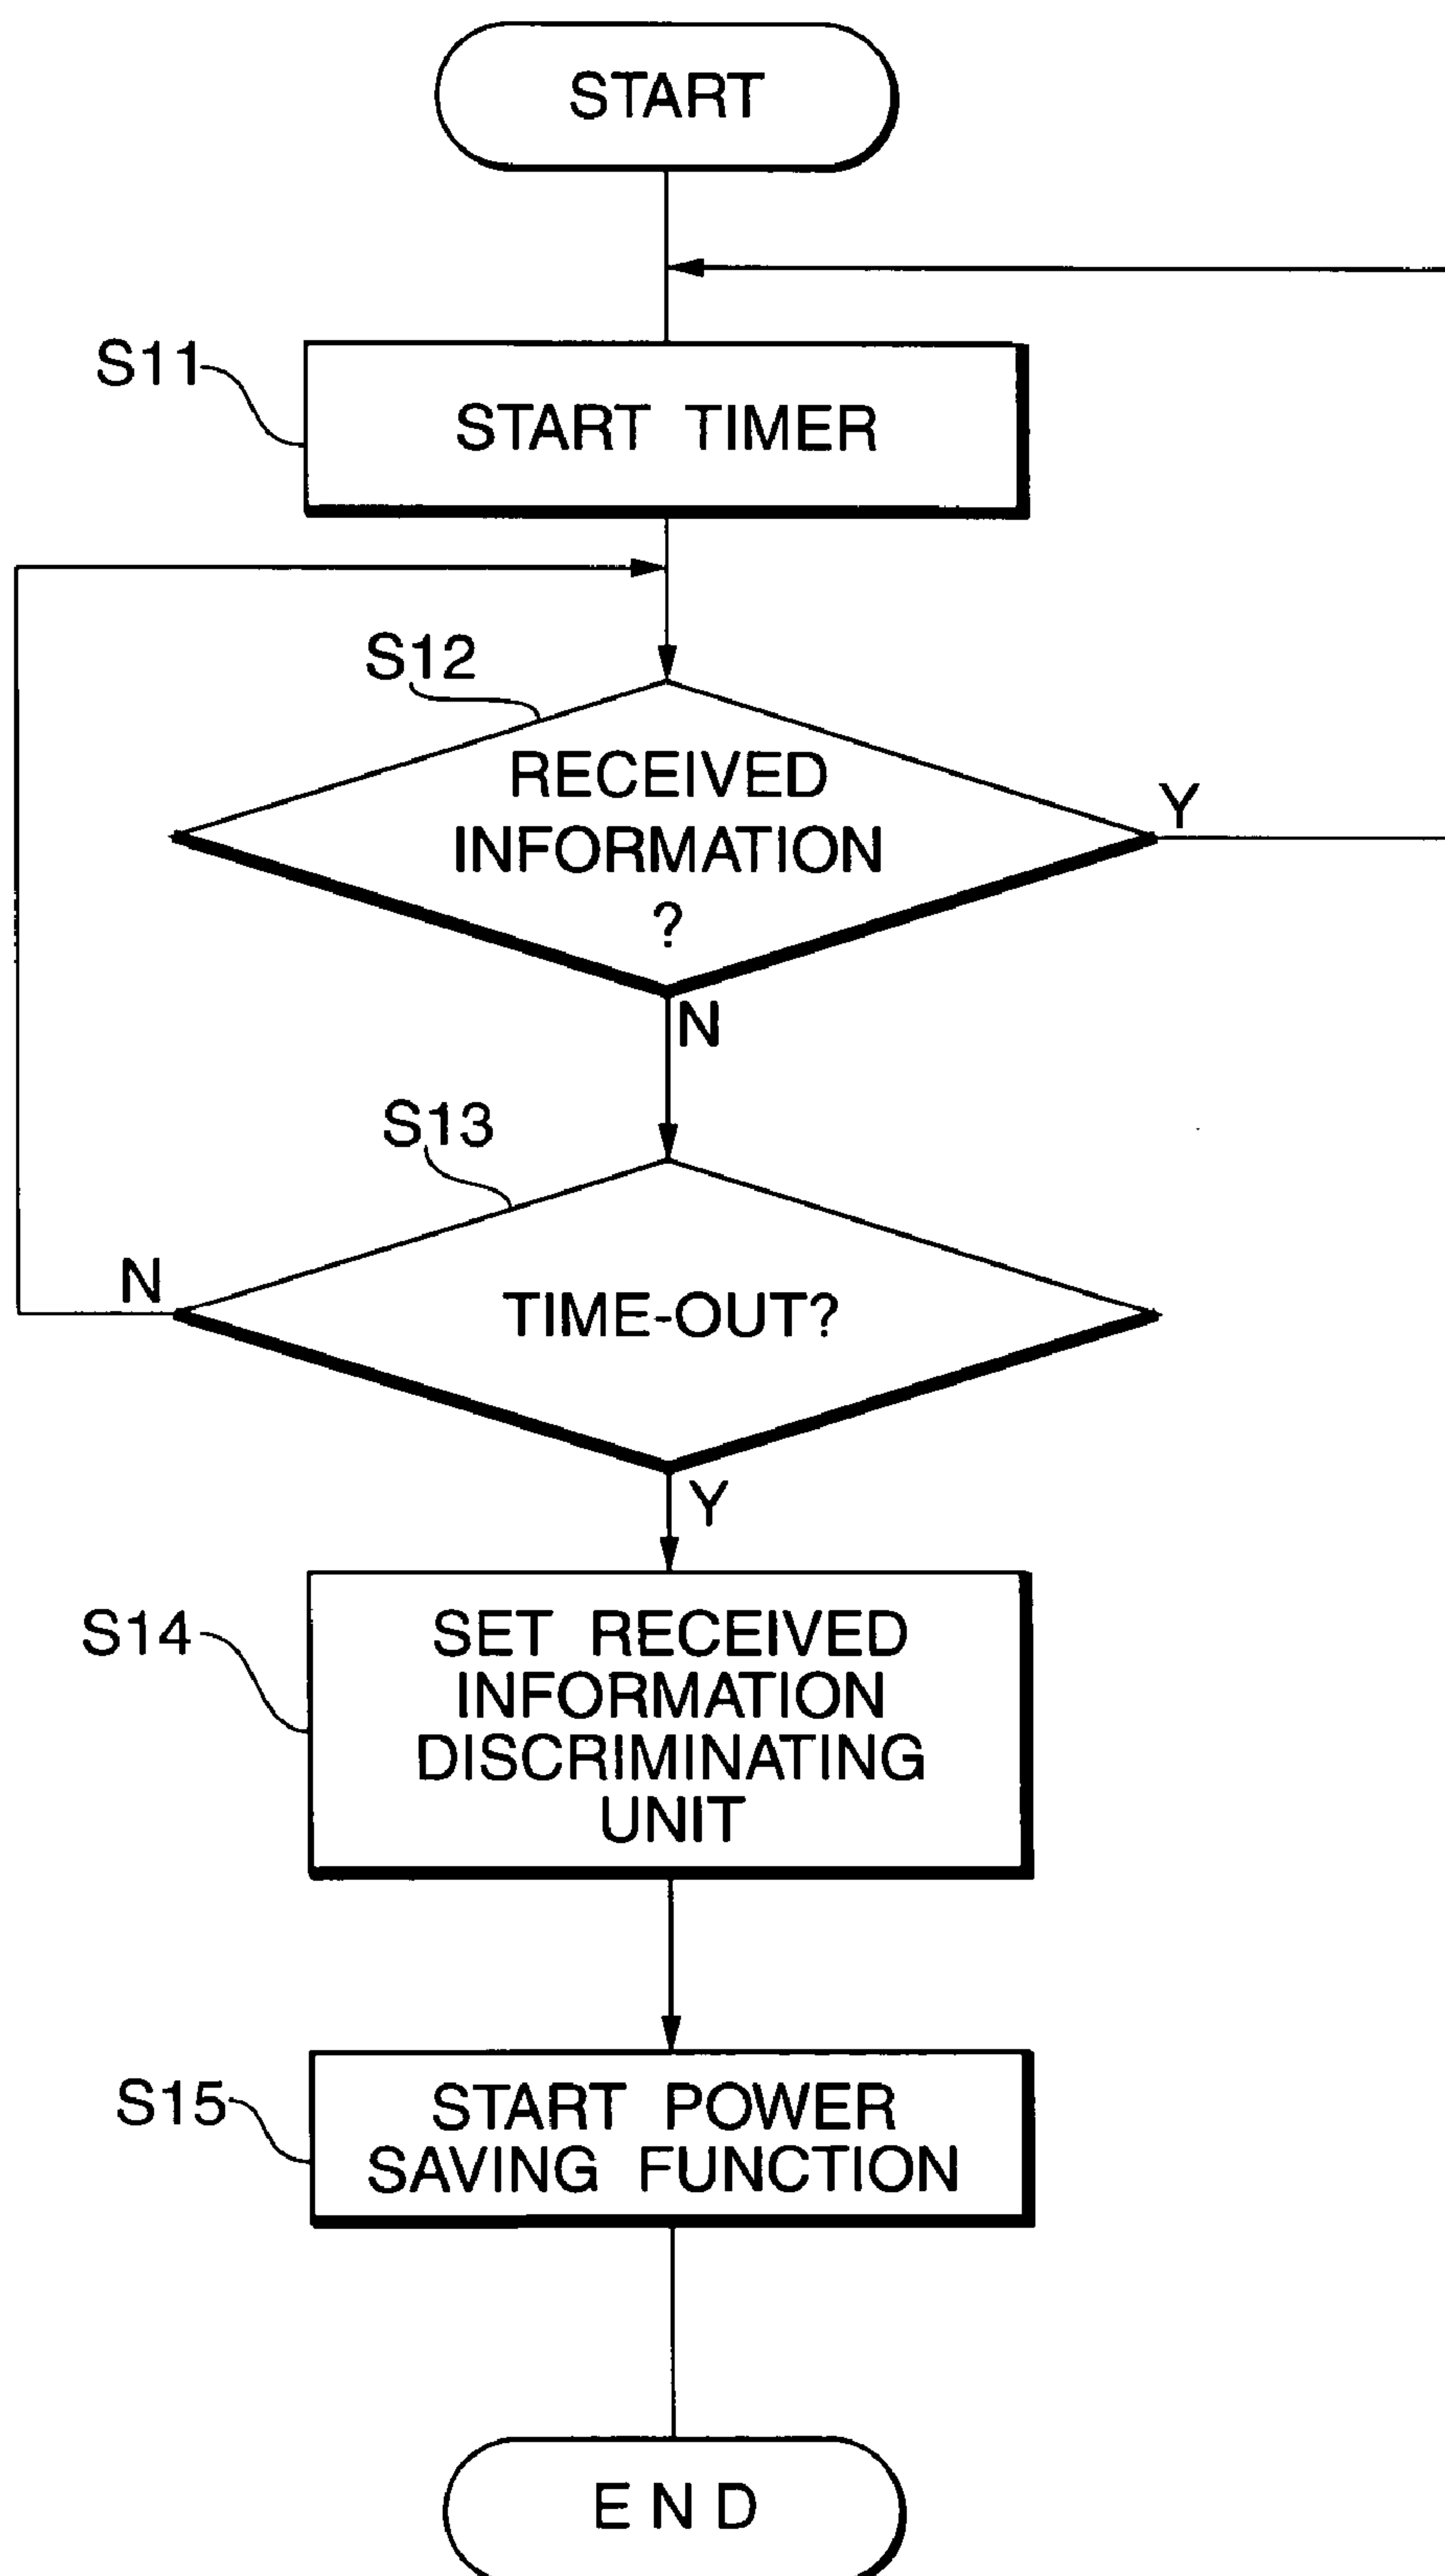 START
S11
START TIMER
S12
RECEIVED
INFORMATION
?
Y
N
S13
N
TIME-OUT?
Y
S14
SET RECEIVED
INFORMATION
DISCRIMINATING
UNIT
S15
START POWER
SAVING FUNCTION
END